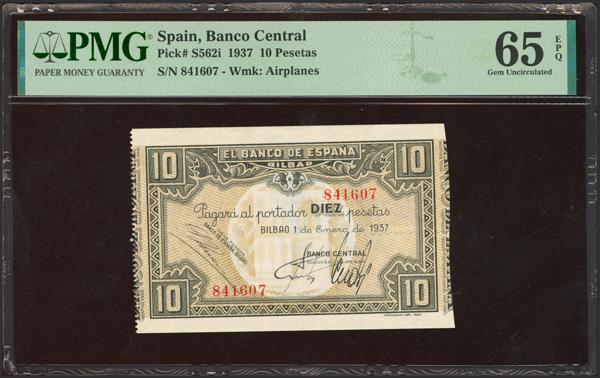 PMG
PAPER MONEY GUARANTY
Spain, Banco Central
Pick# S562i 1937 10 Pesetas
S/N 841607 - Wmk: Airplanes
65 EPQ
Gem Uncirculated
EL BANCO DE ESPAÑA
BILBAO
10 10
841607
Pagará al portador DIEZ pesetas
BILBAO 1 de Enero de 1937
BANCO CENTRAL
841607
10 10